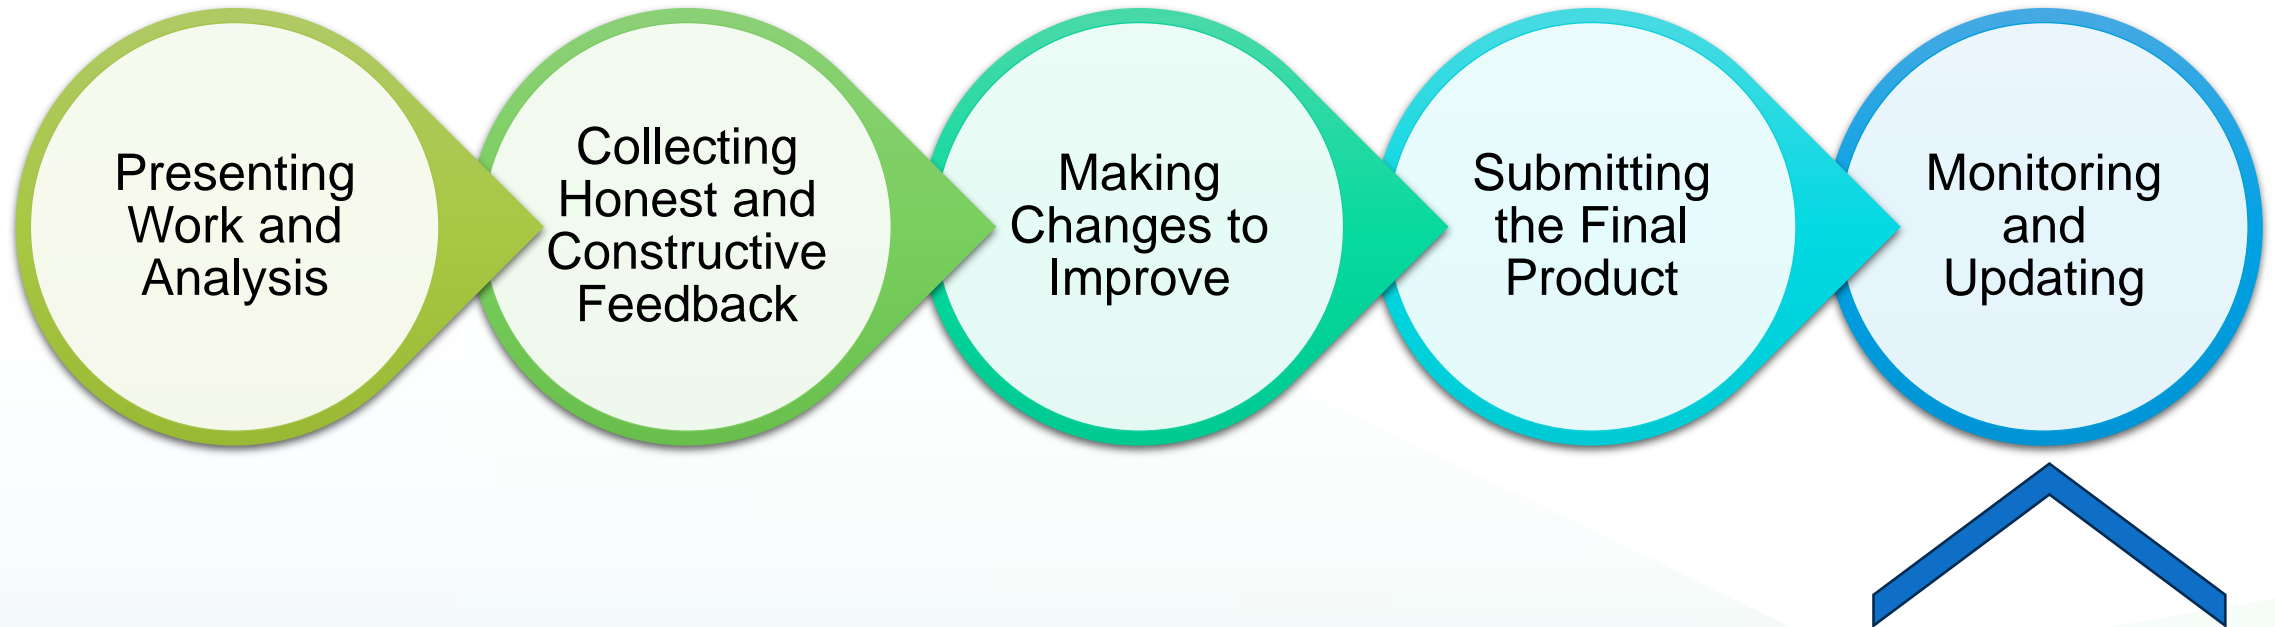 Presenting
Work and
Analysis
Collecting
Honest and
Constructive
Feedback
Making
Changes to
Improve
Submitting
the Final
Product
Monitoring
and
Updating